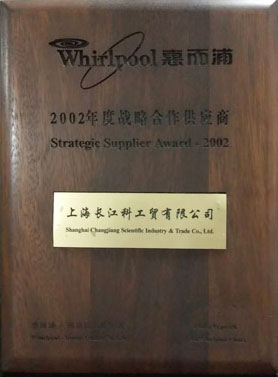 Whirlpool 惠而浦
2002年度战略合作供应商
Strategic Supplier Award - 2002
上海长江科工贸有限公司
Shanghai Changjiang Scientific Industry & Trade Co., Ltd.